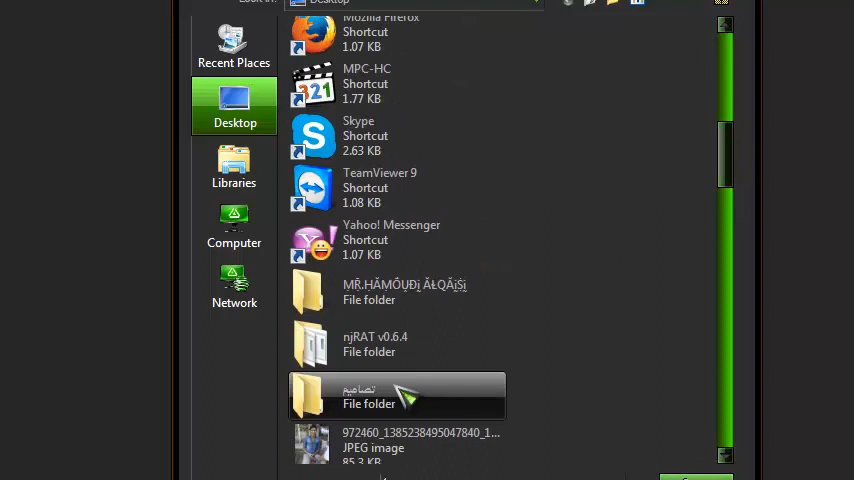 Desktop
Recent Places
Desktop
Libraries
Computer
Network
Mozilla Firefox
Shortcut
1.07 KB
MPC-HC
Shortcut
1.77 KB
Skype
Shortcut
2.63 KB
TeamViewer 9
Shortcut
1.08 KB
Yahoo! Messenger
Shortcut
1.07 KB
File folder
njRAT v0.6.4
File folder
تصاميم
File folder
972460_1385238495047840_1...
JPEG image
85.3 KB